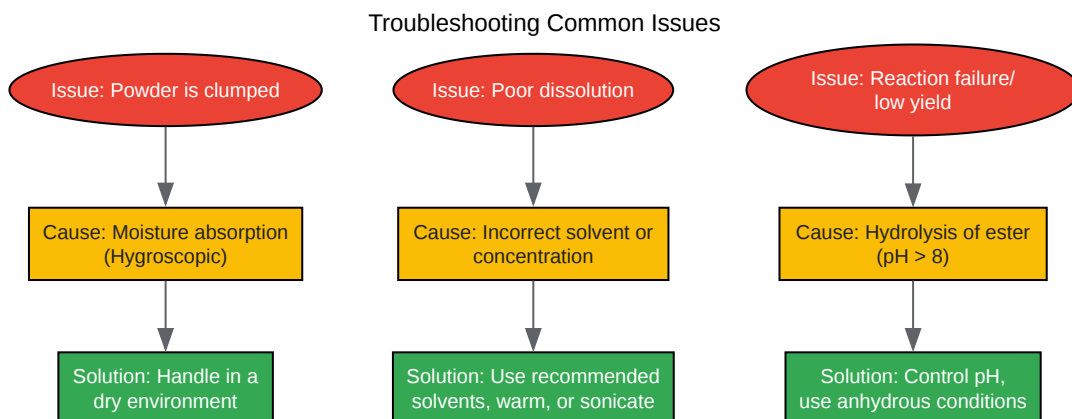 Troubleshooting Common Issues
Issue: Powder is clumped
Cause: Moisture absorption
(Hygroscopic)
Solution: Handle in a
dry environment
Issue: Poor dissolution
Cause: Incorrect solvent or
concentration
Solution: Use recommended
solvents, warm, or sonicate
Issue: Reaction failure/
low yield
Cause: Hydrolysis of ester
(pH > 8)
Solution: Control pH,
use anhydrous conditions